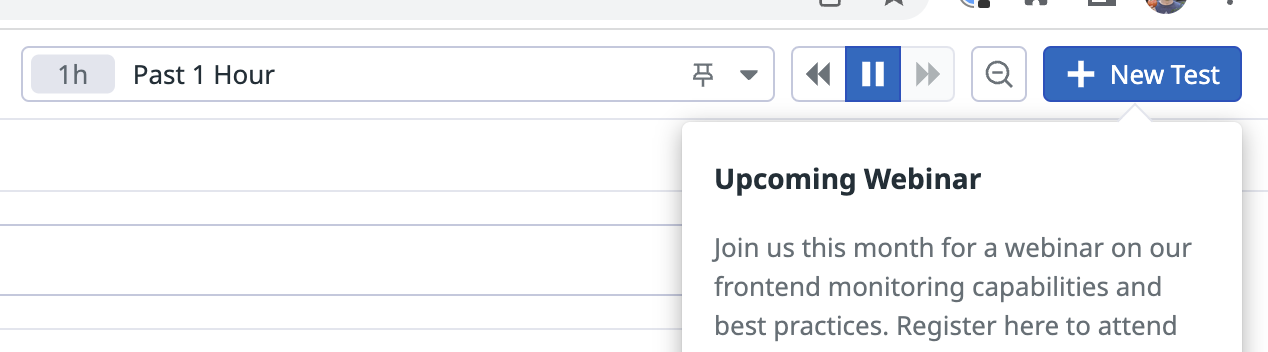 1h Past 1 Hour
New Test
Upcoming Webinar
Join us this month for a webinar on our
frontend monitoring capabilities and
best practices. Register here to attend